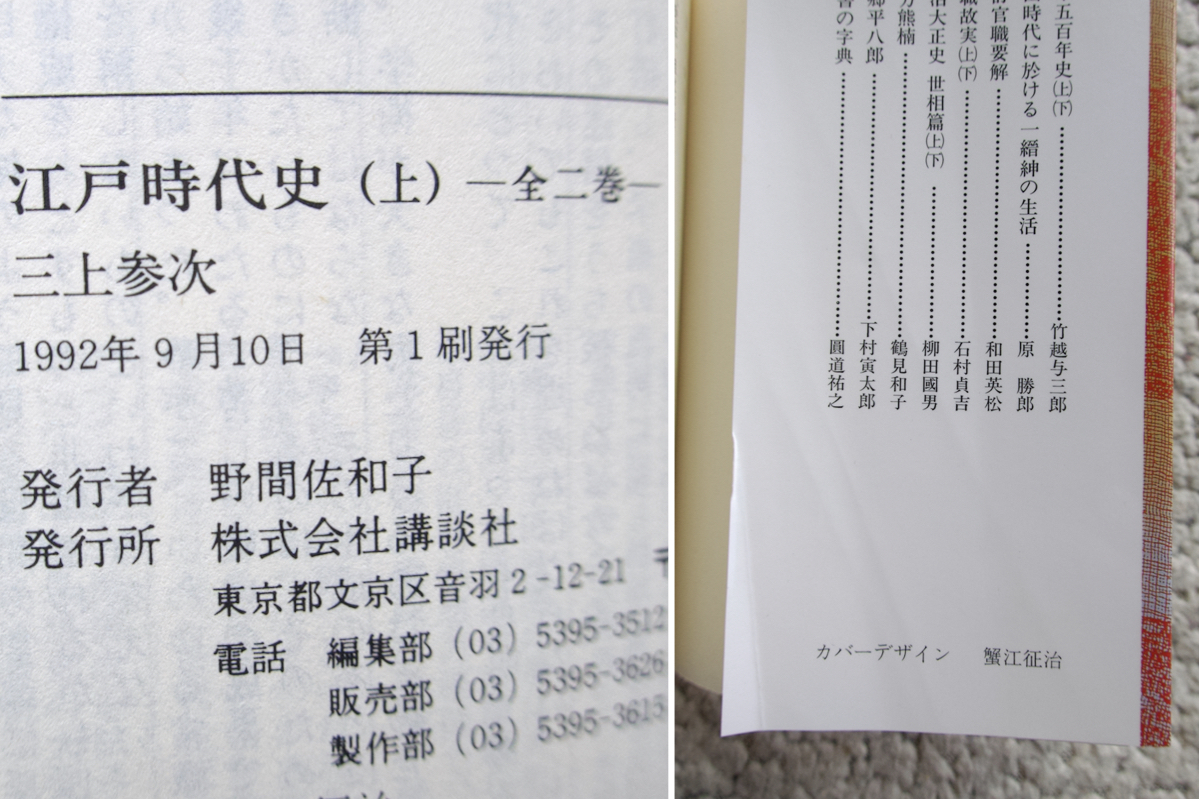 江戸時代史（上）―全二巻―
三上参次
1992年9月10日　第1刷発行
発行者　野間佐和子
発行所　株式会社講談社
東京都文京区音羽2-12-21
電話　編集部（03）5395-3512
販売部（03）5395-3626
製作部（03）5395-3615
五百年史(上)(下)……竹越与三郎
時代に於ける一縉紳の生活……原　勝郎
官職要解……和田英松
職故実(上)(下)……石村貞吉
治大正史 世相篇(上)(下)……柳田國男
方熊楠……鶴見和子
郷平八郎……下村寅太郎
の字典……圓道祐之
カバーデザイン　蟹江征治